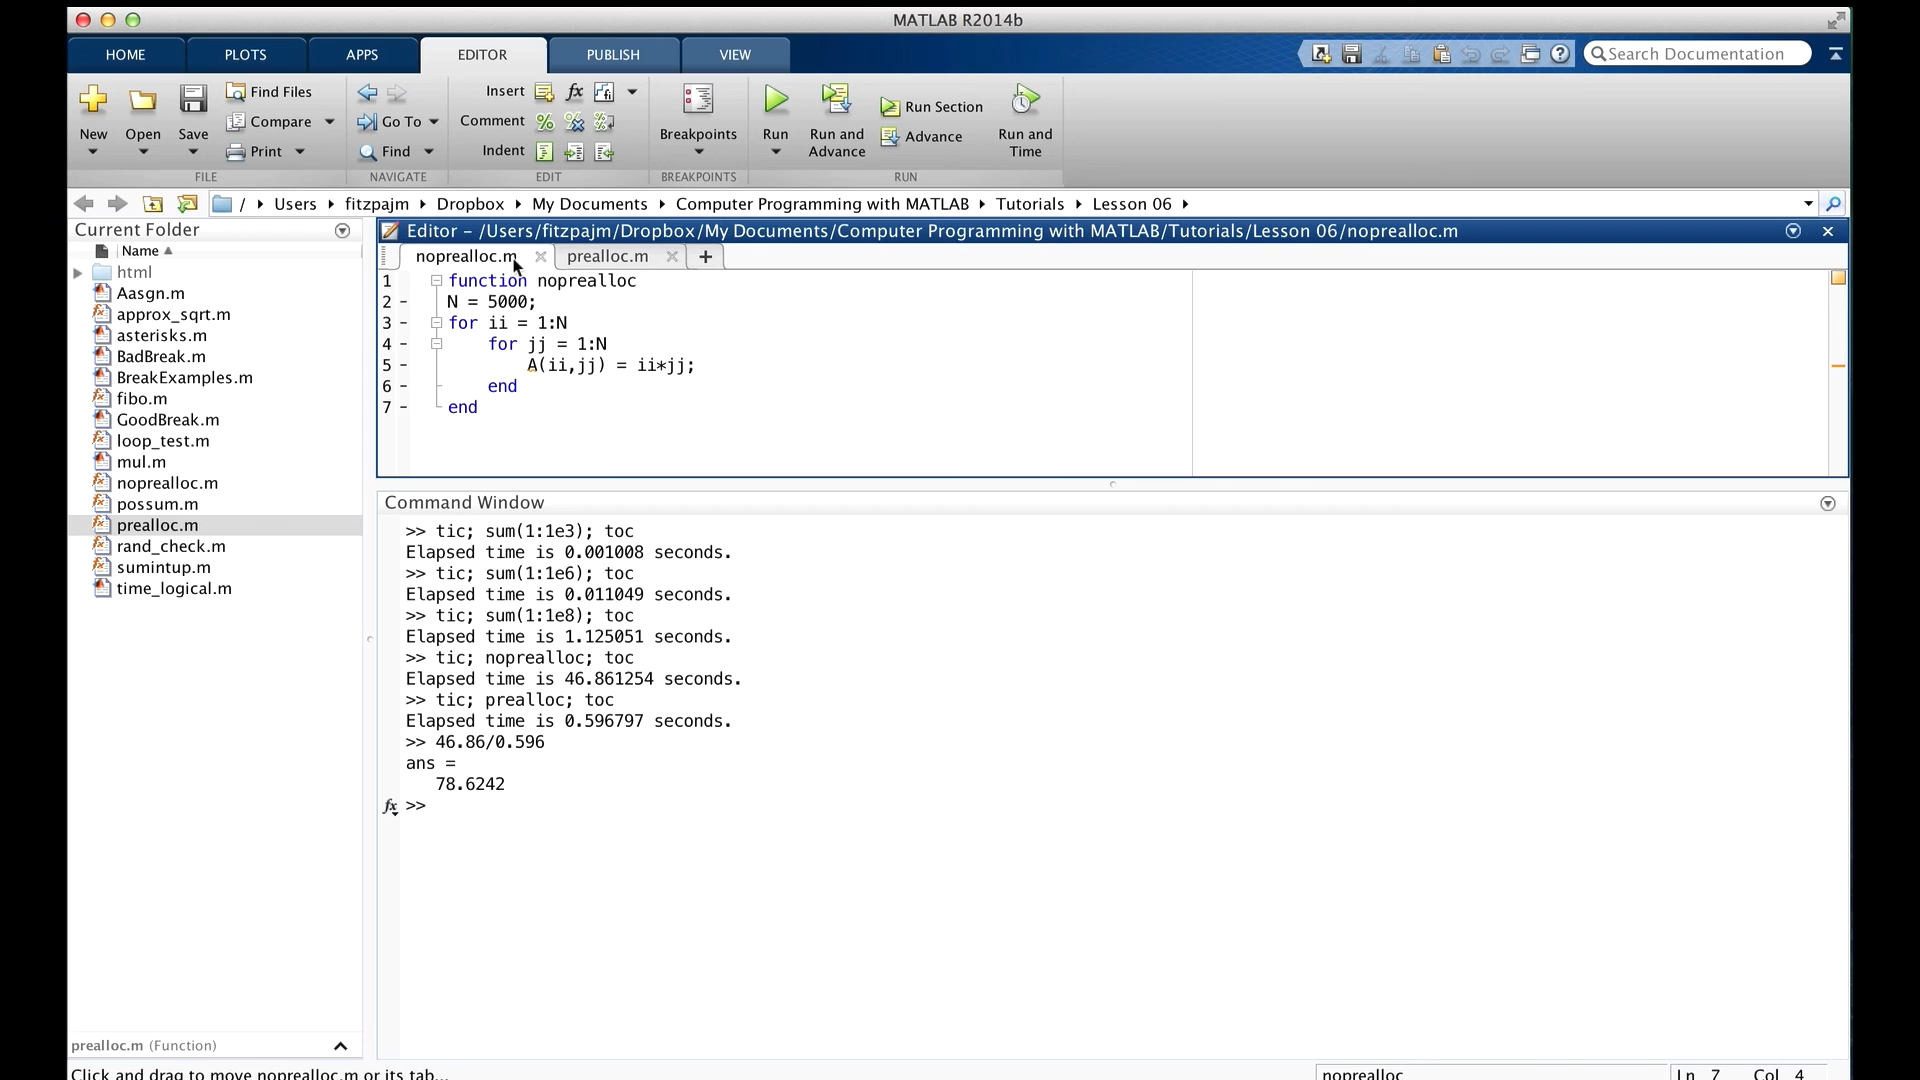 MATLAB R2014b
HOME PLOTS APPS EDITOR PUBLISH VIEW
Search Documentation
New Open Save Find Files Compare Print
Go To Find
Insert Comment Indent
Breakpoints
Run Run and Advance Run Section Advance Run and Time
FILE NAVIGATE EDIT BREAKPOINTS RUN
/ Users fitzpajm Dropbox My Documents Computer Programming with MATLAB Tutorials Lesson 06
Current Folder
Name
html
Aasgn.m
approx_sqrt.m
asterisks.m
BadBreak.m
BreakExamples.m
fibo.m
GoodBreak.m
loop_test.m
mul.m
noprealloc.m
possum.m
prealloc.m
rand_check.m
sumintup.m
time_logical.m
prealloc.m (Function)
Editor - /Users/fitzpajm/Dropbox/My Documents/Computer Programming with MATLAB/Tutorials/Lesson 06/noprealloc.m
noprealloc.m prealloc.m
1 function noprealloc
2 - N = 5000;
3 - for ii = 1:N
4 - for jj = 1:N
5 - A(ii,jj) = ii*jj;
6 - end
7 - end
Command Window
>> tic; sum(1:1e3); toc
Elapsed time is 0.001008 seconds.
>> tic; sum(1:1e6); toc
Elapsed time is 0.011049 seconds.
>> tic; sum(1:1e8); toc
Elapsed time is 1.125051 seconds.
>> tic; noprealloc; toc
Elapsed time is 46.861254 seconds.
>> tic; prealloc; toc
Elapsed time is 0.596797 seconds.
>> 46.86/0.596
ans =
78.6242
fx >>
Click and drag to move noprealloc.m or its tab...
noprealloc
Ln 7 Col 4